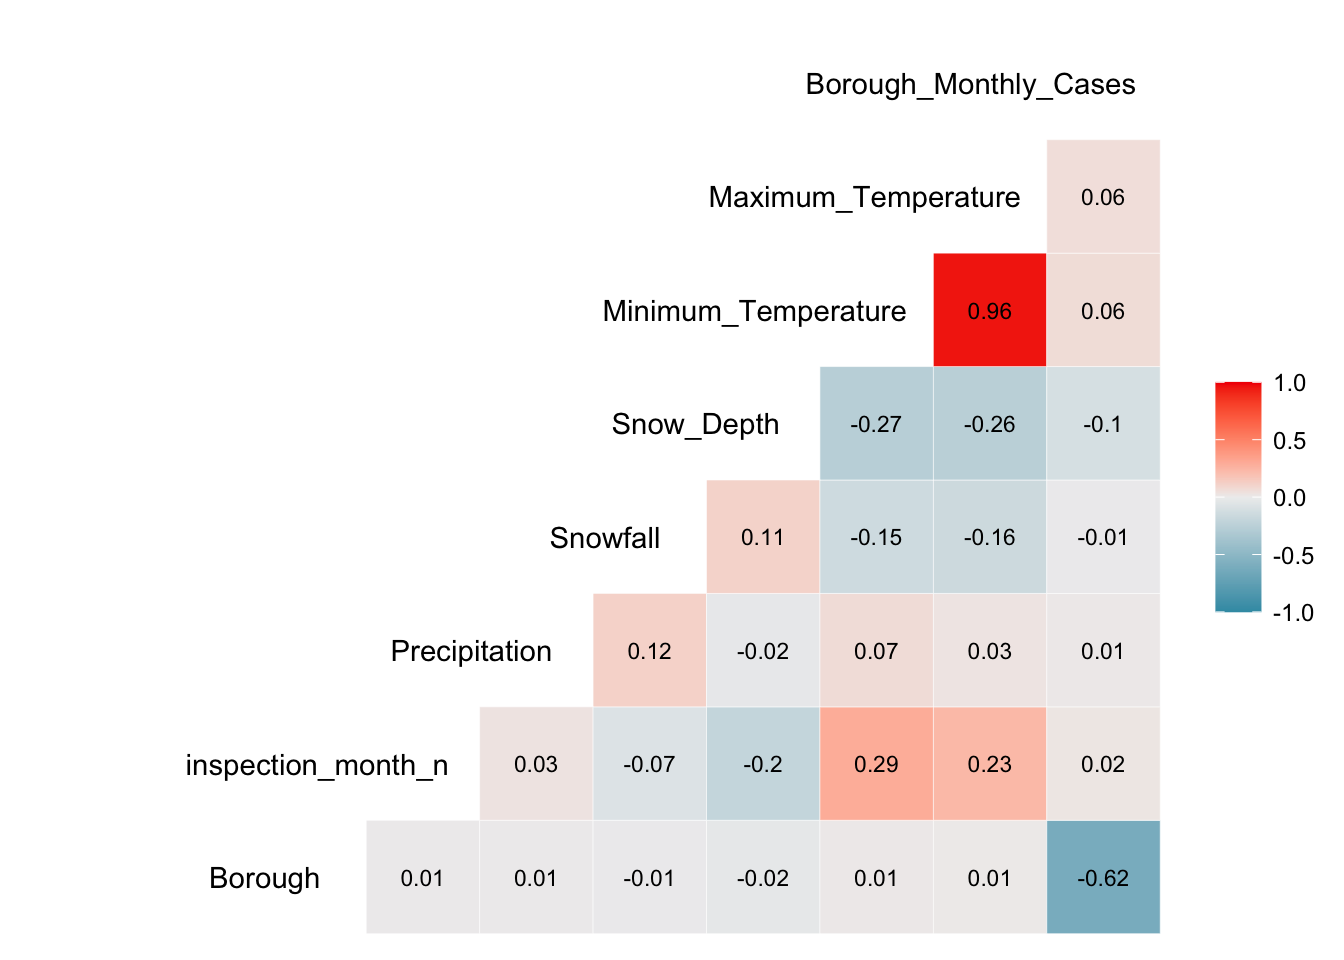 Borough_Monthly_Cases
Maximum_Temperature 0.06
Minimum_Temperature 0.96 0.06
Snow_Depth -0.27 -0.26 -0.1
Snowfall 0.11 -0.15 -0.16 -0.01
Precipitation 0.12 -0.02 0.07 0.03 0.01
inspection_month_n 0.03 -0.07 -0.2 0.29 0.23 0.02
Borough 0.01 0.01 -0.01 -0.02 0.01 0.01 -0.62
1.0
0.5
0.0
-0.5
-1.0